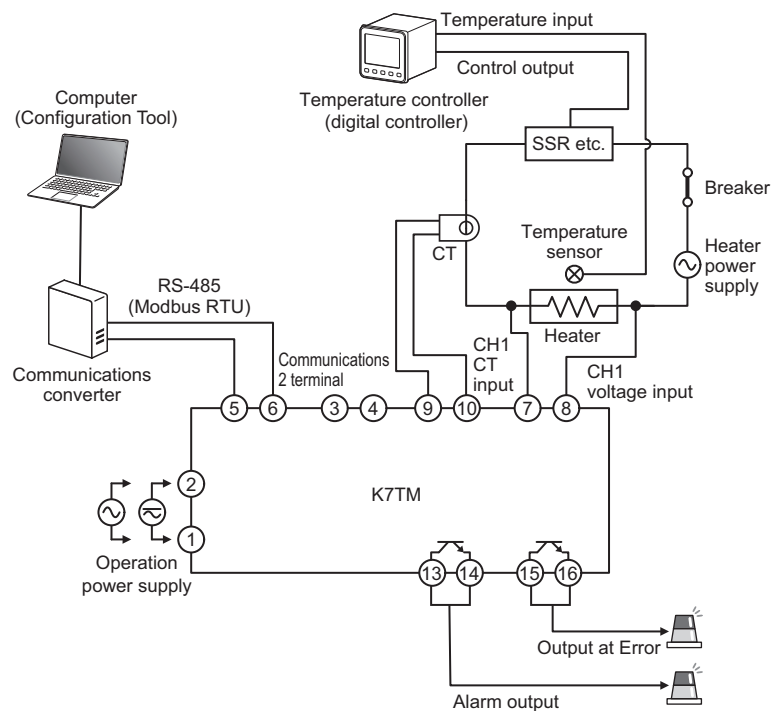 Temperature input
Control output
Temperature controller
(digital controller)
Computer
(Configuration Tool)
SSR etc.
Breaker
CT
Temperature
sensor
Heater
power
supply
Heater
RS-485
(Modbus RTU)
Communications
converter
Communications
2 terminal
CH1
CT
input
CH1
voltage input
5 6 3 4 9 10 7 8
K7TM
2
1
Operation
power supply
13 14 15 16
Output at Error
Alarm output